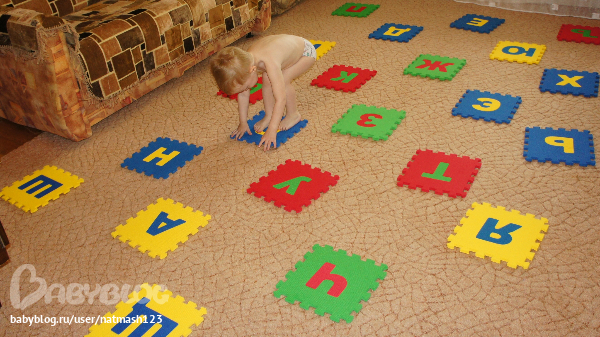 Е
Ю
К
Ж
Х
З
Э
Ь
Н
У
Т
Ш
А
Я
Ч
BABYBLOG
babyblog.ru/user/natmash123